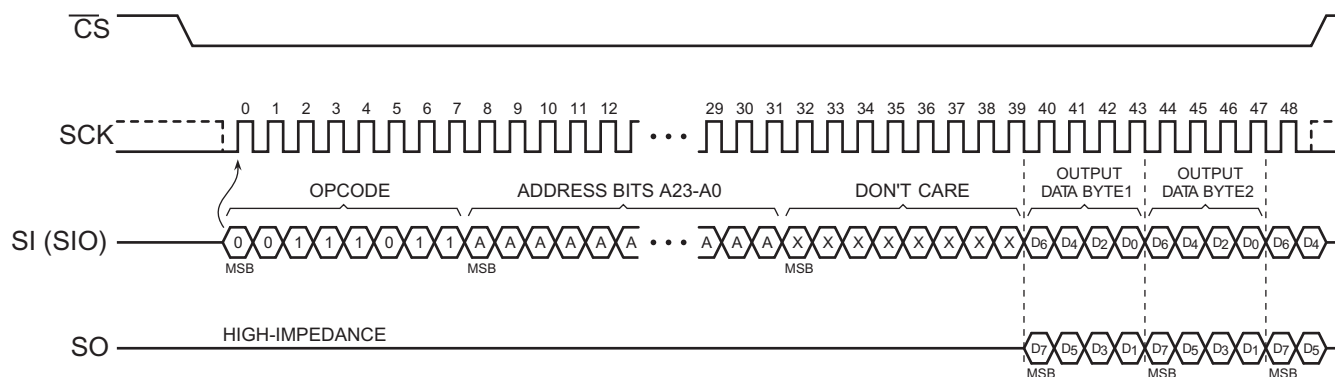 CS
0 1 2 3 4 5 6 7 8 9 10 11 12 29 30 31 32 33 34 35 36 37 38 39 40 41 42 43 44 45 46 47 48
SCK
OPCODE ADDRESS BITS A23-A0 DON'T CARE OUTPUT DATA BYTE1 OUTPUT DATA BYTE2
SI (SIO) 0 0 1 1 1 0 1 1 A A A A A A A A A X X X X X X X X D6 D4 D2 D0 D6 D4 D2 D0 D6 D4
MSB MSB MSB
HIGH-IMPEDANCE
SO D7 D5 D3 D1 D7 D5 D3 D1 D7 D5
MSB MSB MSB